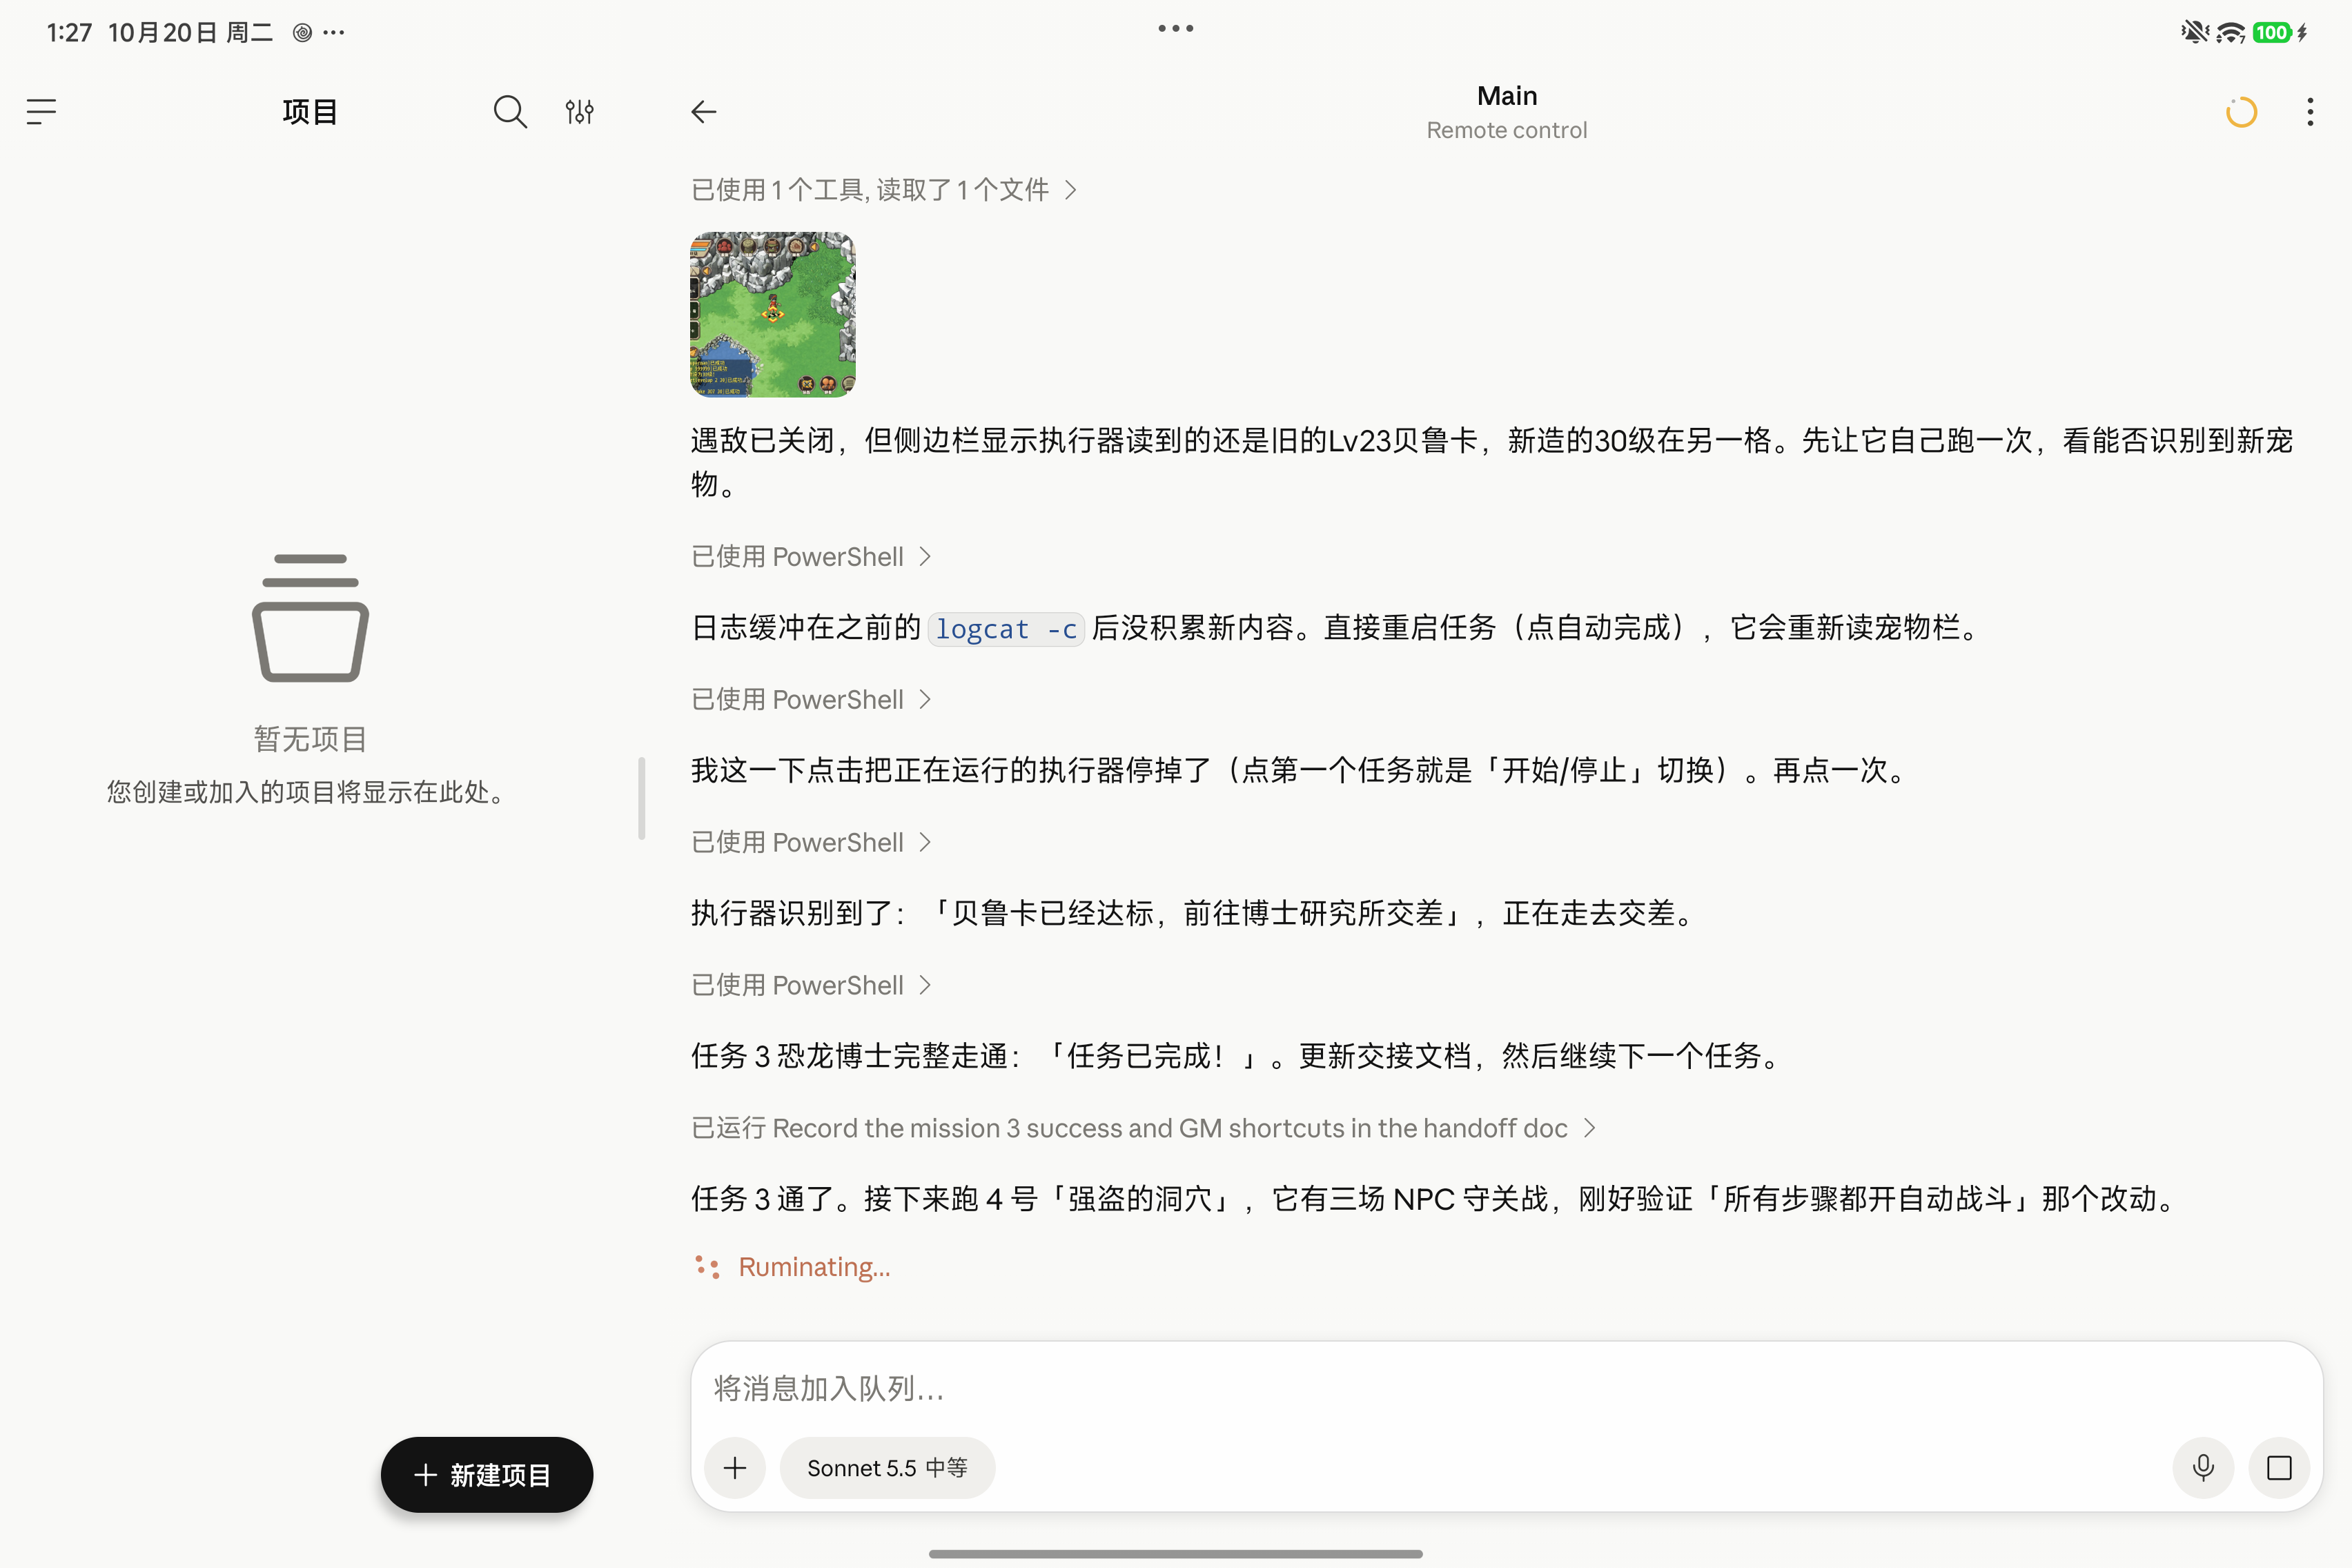 1:27 10月20日 周二
100
项目
Main
Remote control
已使用 1 个工具, 读取了 1 个文件
遇敌已关闭，但侧边栏显示执行器读到的还是旧的Lv23贝鲁卡，新造的30级在另一格。先让它自己跑一次，看能否识别到新宠
物。
已使用 PowerShell
日志缓冲在之前的 logcat -c 后没积累新内容。直接重启任务（点自动完成），它会重新读宠物栏。
已使用 PowerShell
我这一下点击把正在运行的执行器停掉了（点第一个任务就是「开始/停止」切换）。再点一次。
已使用 PowerShell
执行器识别到了：「贝鲁卡已经达标，前往博士研究所交差」，正在走去交差。
已使用 PowerShell
任务 3 恐龙博士完整走通：「任务已完成！」。更新交接文档，然后继续下一个任务。
已运行 Record the mission 3 success and GM shortcuts in the handoff doc
任务 3 通了。接下来跑 4 号「强盗的洞穴」，它有三场 NPC 守关战，刚好验证「所有步骤都开自动战斗」那个改动。
Ruminating...
暂无项目
您创建或加入的项目将显示在此处。
新建项目
将消息加入队列...
Sonnet 5.5 中等